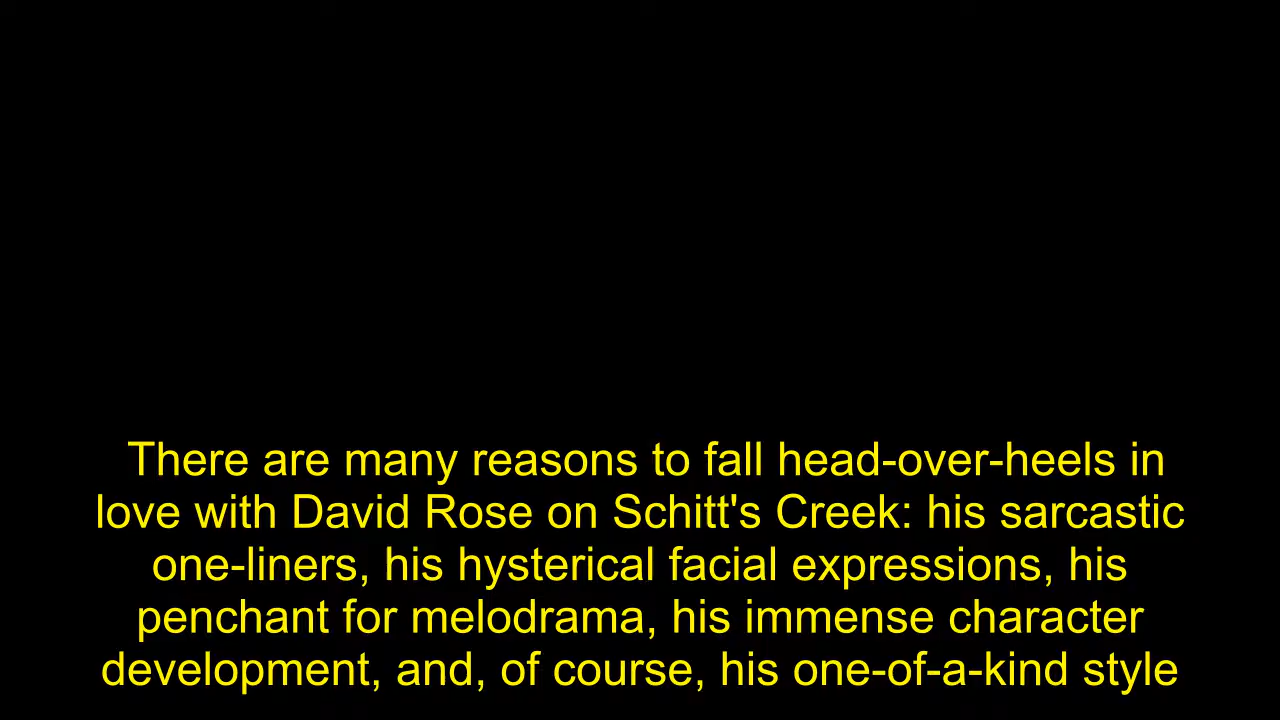 There are many reasons to fall head-over-heels in
love with David Rose on Schitt's Creek: his sarcastic
one-liners, his hysterical facial expressions, his
penchant for melodrama, his immense character
development, and, of course, his one-of-a-kind style